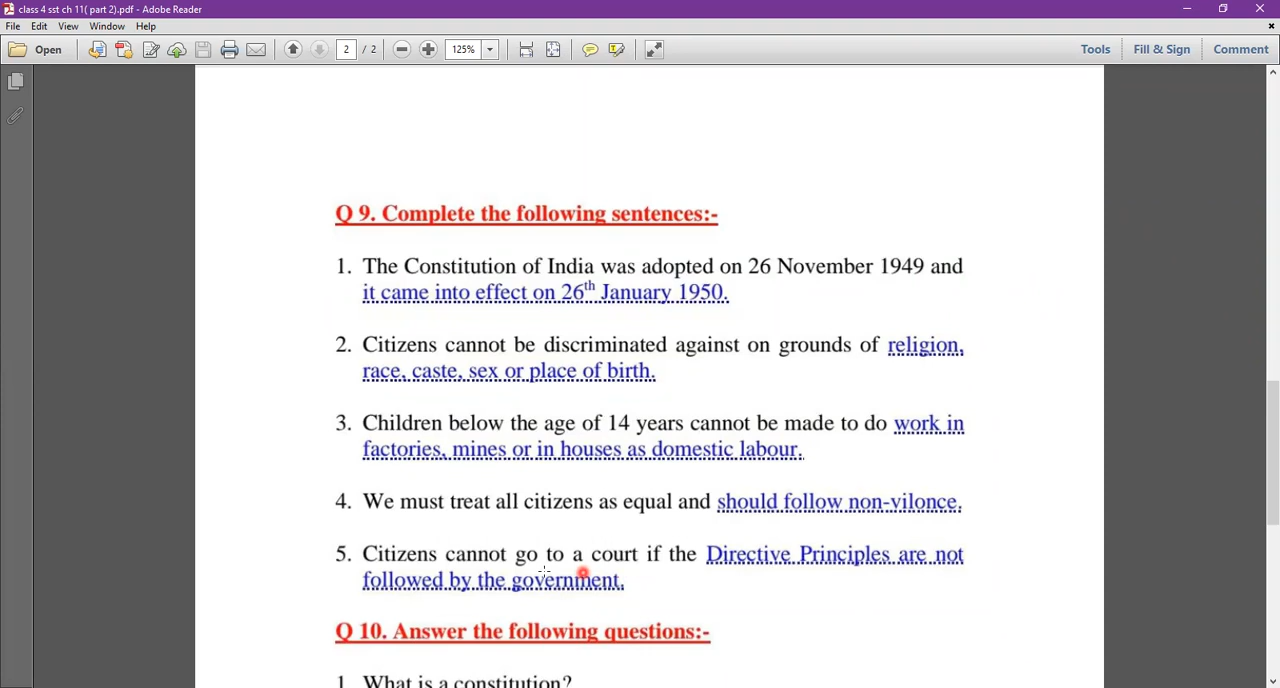 class 4 sst ch 11( part 2).pdf - Adobe Reader
File Edit View Window Help
Open 2 / 2 125% Tools Fill & Sign Comment
Q 9. Complete the following sentences:-
1. The Constitution of India was adopted on 26 November 1949 and
it came into effect on 26th January 1950.
2. Citizens cannot be discriminated against on grounds of religion,
race, caste, sex or place of birth.
3. Children below the age of 14 years cannot be made to do work in
factories, mines or in houses as domestic labour.
4. We must treat all citizens as equal and should follow non-vilonce.
5. Citizens cannot go to a court if the Directive Principles are not
followed by the government.
Q 10. Answer the following questions:-
1. What is a constitution?